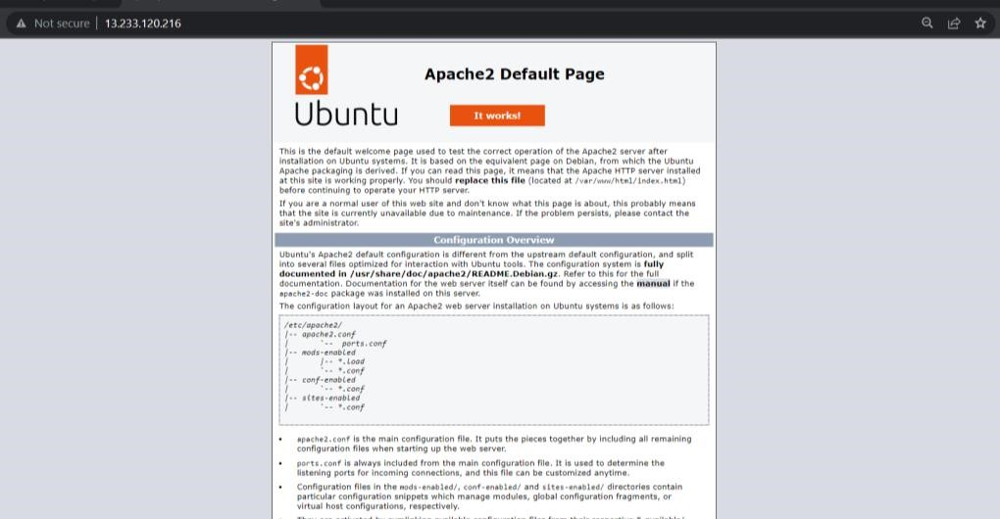 Not secure | 13.233.120.216
Apache2 Default Page
Ubuntu
It works!
This is the default welcome page used to test the correct operation of the Apache2 server after
installation on Ubuntu systems. It is based on the equivalent page on Debian, from which the Ubuntu
Apache packaging is derived. If you can read this page, it means that the Apache HTTP server installed
at this site is working properly. You should replace this file (located at /var/www/html/index.html)
before continuing to operate your HTTP server.
If you are a normal user of this web site and don't know what this page is about, this probably means
that the site is currently unavailable due to maintenance. If the problem persists, please contact the
site's administrator.
Configuration Overview
Ubuntu's Apache2 default configuration is different from the upstream default configuration, and split
into several files optimized for interaction with Ubuntu tools. The configuration system is fully
documented in /usr/share/doc/apache2/README.Debian.gz. Refer to this for the full
documentation. Documentation for the web server itself can be found by accessing the manual if the
apache2-doc package was installed on this server.
The configuration layout for an Apache2 web server installation on Ubuntu systems is as follows:
/etc/apache2/
|-- apache2.conf
|       `--  ports.conf
|-- mods-enabled
|       |-- *.load
|       `-- *.conf
|-- conf-enabled
|       `-- *.conf
|-- sites-enabled
|       `-- *.conf
• apache2.conf is the main configuration file. It puts the pieces together by including all remaining
configuration files when starting up the web server.
• ports.conf is always included from the main configuration file. It is used to determine the
listening ports for incoming connections, and this file can be customized anytime.
• Configuration files in the mods-enabled/, conf-enabled/ and sites-enabled/ directories contain
particular configuration snippets which manage modules, global configuration fragments, or
virtual host configurations, respectively.